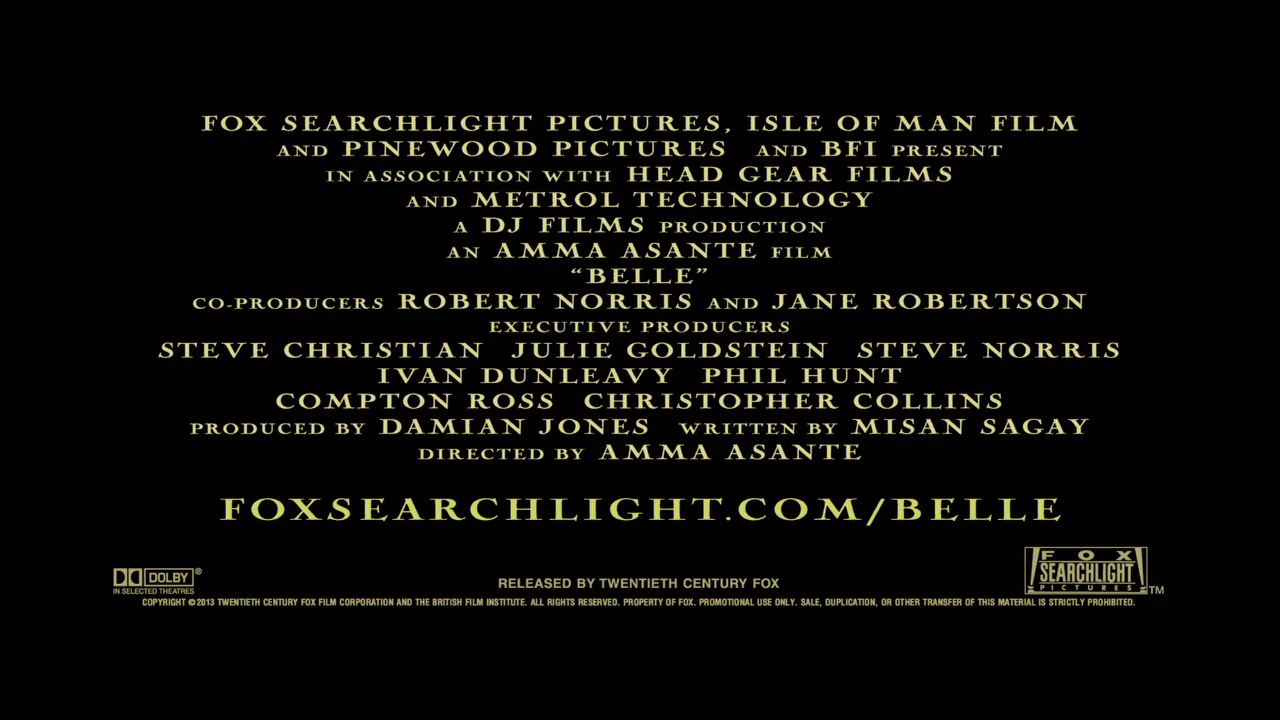 FOX SEARCHLIGHT PICTURES, ISLE OF MAN FILM
AND PINEWOOD PICTURES AND BFI PRESENT
IN ASSOCIATION WITH HEAD GEAR FILMS
AND METROL TECHNOLOGY
A DJ FILMS PRODUCTION
AN AMMA ASANTE FILM
“BELLE”
CO-PRODUCERS ROBERT NORRIS AND JANE ROBERTSON
EXECUTIVE PRODUCERS
STEVE CHRISTIAN JULIE GOLDSTEIN STEVE NORRIS
IVAN DUNLEAVY PHIL HUNT
COMPTON ROSS CHRISTOPHER COLLINS
PRODUCED BY DAMIAN JONES WRITTEN BY MISAN SAGAY
DIRECTED BY AMMA ASANTE
FOXSEARCHLIGHT.COM/BELLE
DOLBY®
IN SELECTED THEATRES
RELEASED BY TWENTIETH CENTURY FOX
FOX
SEARCHLIGHT
PICTURES™
COPYRIGHT © 2013 TWENTIETH CENTURY FOX FILM CORPORATION AND THE BRITISH FILM INSTITUTE. ALL RIGHTS RESERVED. PROPERTY OF FOX. PROMOTIONAL USE ONLY. SALE, DUPLICATION, OR OTHER TRANSFER OF THIS MATERIAL IS STRICTLY PROHIBITED.